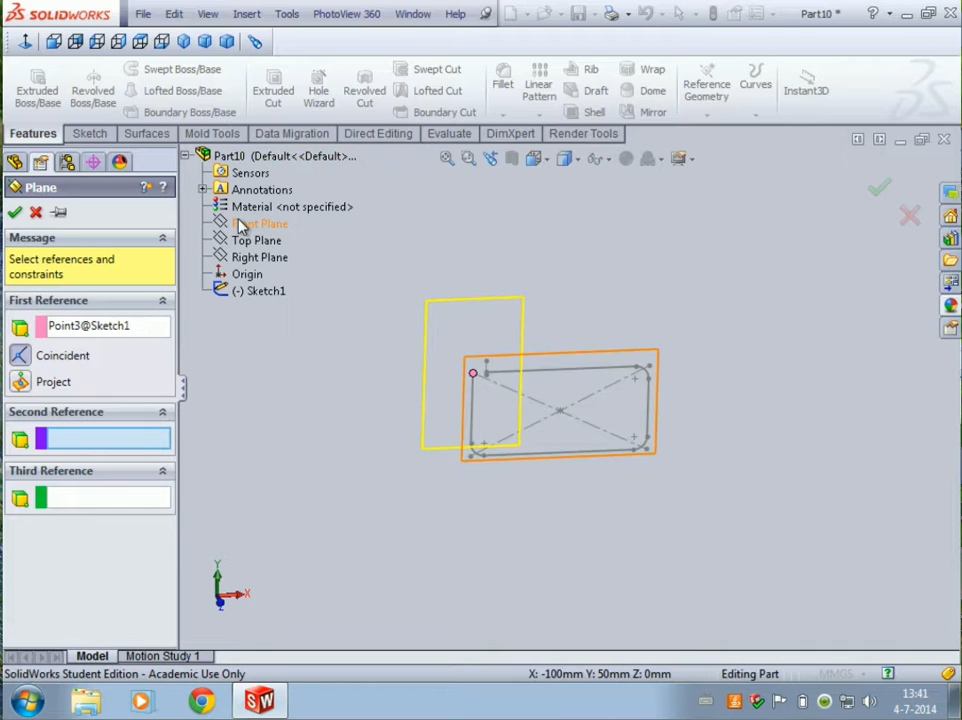 SOLIDWORKS
File Edit View Insert Tools PhotoView 360 Window Help
Part10 *
Extruded Boss/Base
Revolved Boss/Base
Swept Boss/Base
Lofted Boss/Base
Boundary Boss/Base
Extruded Cut
Hole Wizard
Revolved Cut
Swept Cut
Lofted Cut
Boundary Cut
Fillet
Linear Pattern
Rib
Draft
Shell
Wrap
Dome
Mirror
Reference Geometry
Curves
Instant3D
Features Sketch Surfaces Mold Tools Data Migration Direct Editing Evaluate DimXpert Render Tools
Part10 (Default<<Default>...
Sensors
Annotations
Material <not specified>
Plane
Top Plane
Right Plane
Origin
(-) Sketch1
Plane
Message
Select references and
constraints
First Reference
Point3@Sketch1
Coincident
Project
Second Reference
Third Reference
Y
X
Z
Model Motion Study 1
SolidWorks Student Edition - Academic Use Only
X: -100mm Y: 50mm Z: 0mm
Editing Part
MMGS
13:41
4-7-2014